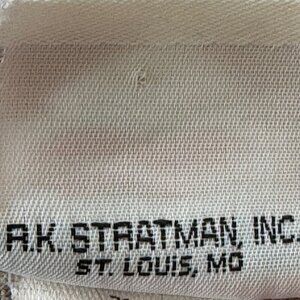 R.K. STRATMAN, INC.
ST. LOUIS, MO